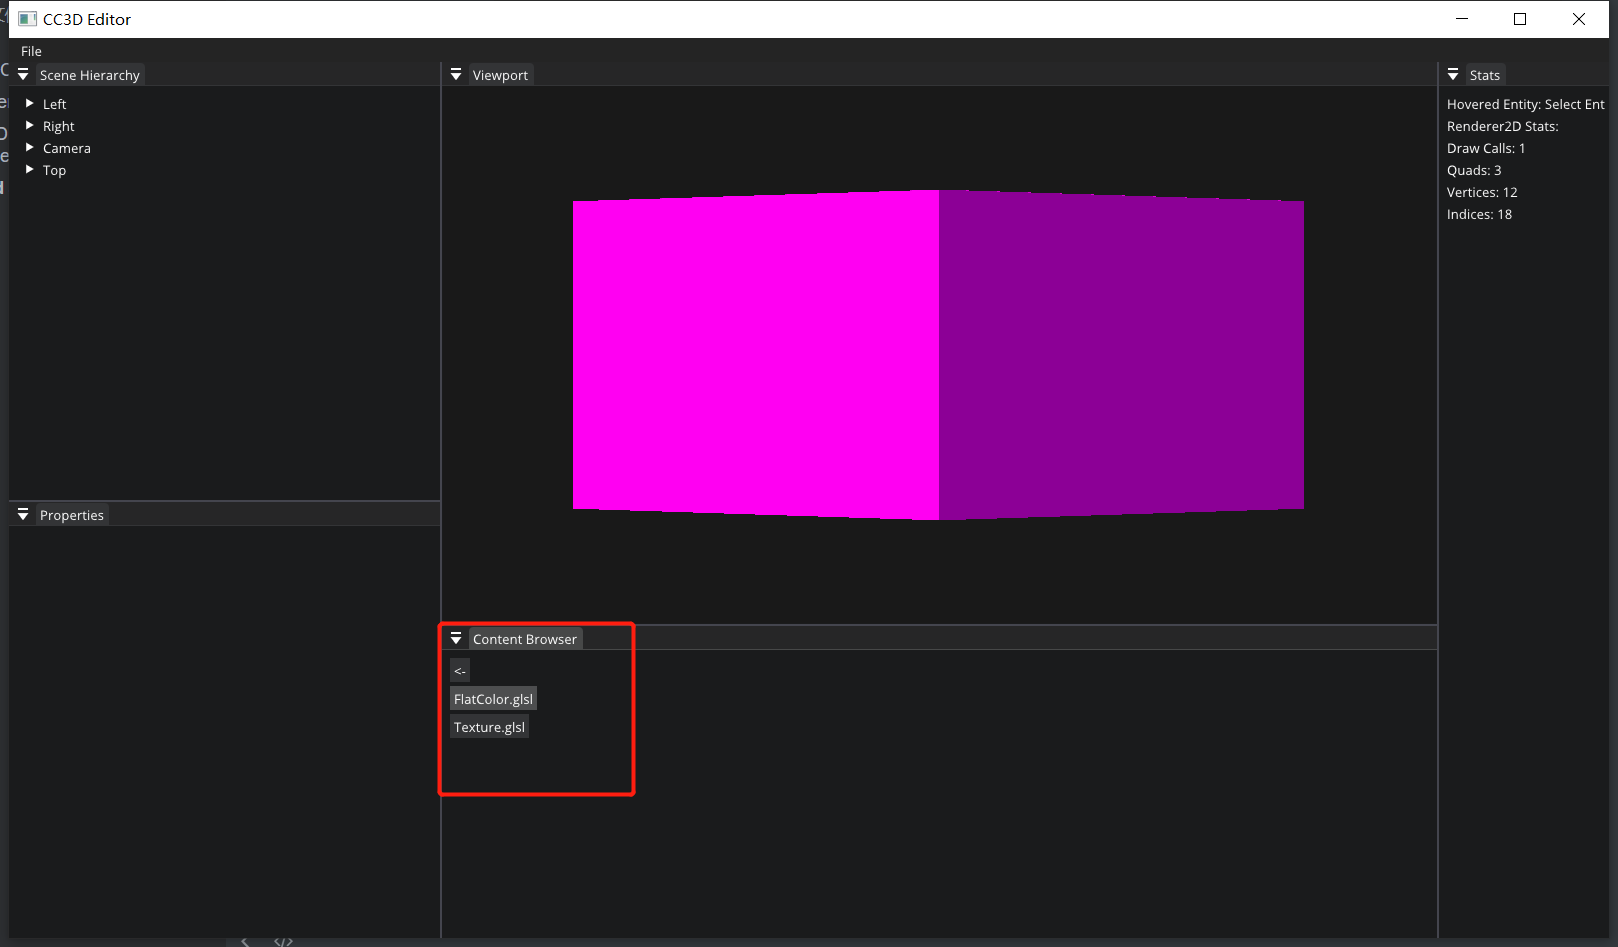 CC3D Editor
File
Scene Hierarchy
Left
Right
Camera
Top
Properties
Viewport
Content Browser
<-
FlatColor.glsl
Texture.glsl
Stats
Hovered Entity: Select Ent
Renderer2D Stats:
Draw Calls: 1
Quads: 3
Vertices: 12
Indices: 18